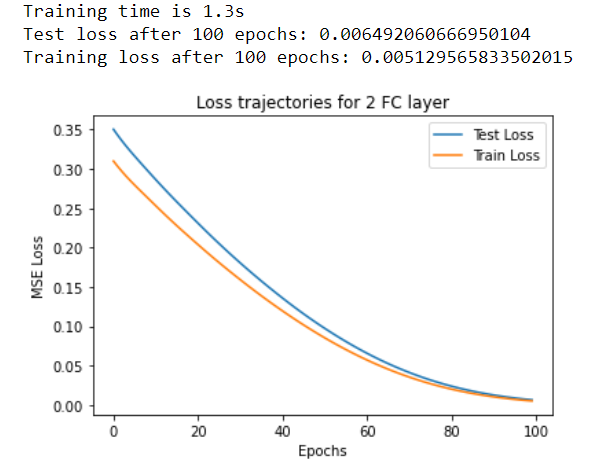 Training time is 1.3s
Test loss after 100 epochs: 0.006492060666950104
Training loss after 100 epochs: 0.005129565833502015
Loss trajectories for 2 FC layer
Test Loss
Train Loss
0.35
0.30
0.25
0.20
0.15
0.10
0.05
0.00
MSE Loss
0 20 40 60 80 100
Epochs